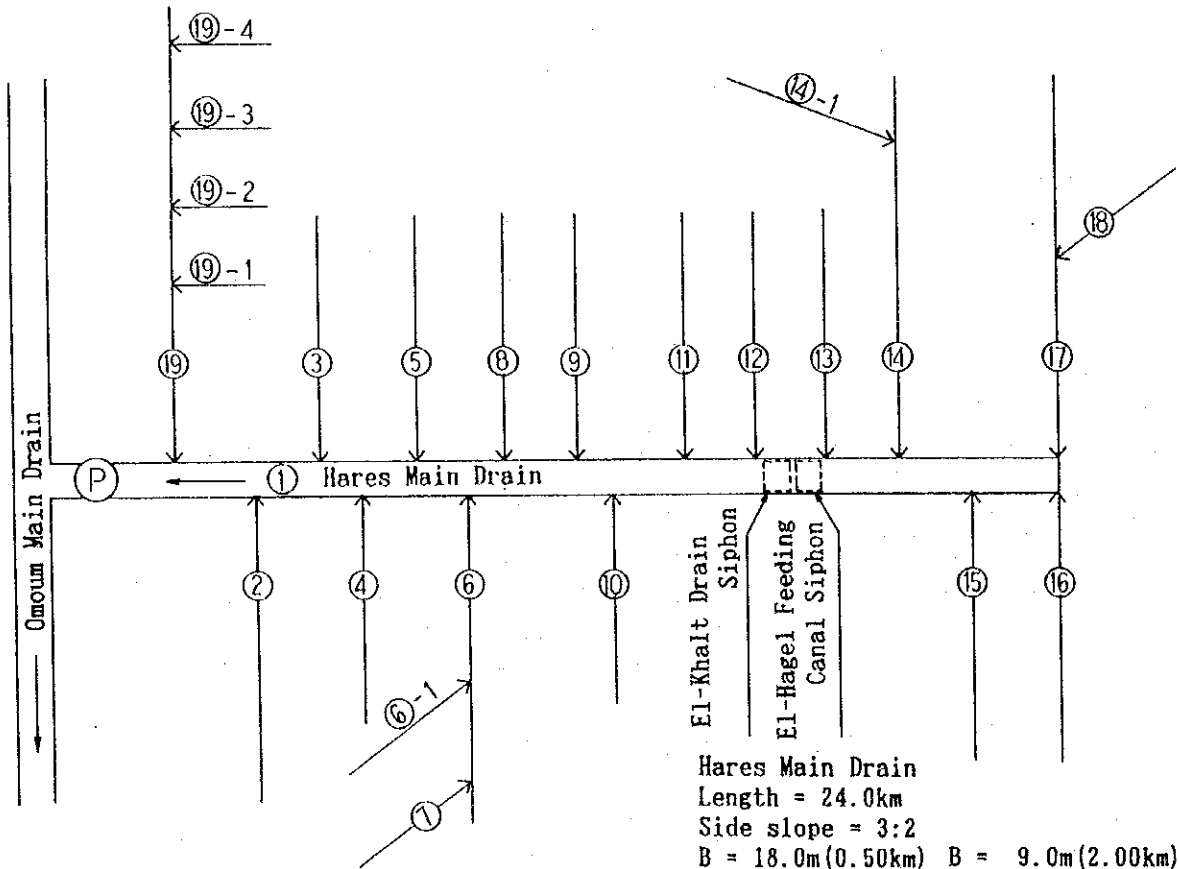 ⑲-4
⑲-3
⑲-2
⑲-1
⑭-1
⑱
⑲
③
⑤
⑧
⑨
⑪
⑫
⑬
⑭
⑰
Omoum Main Drain
P
①
Hares Main Drain
②
④
⑥
⑩
⑮
⑯
⑥-1
⑦
El-Khalt Drain
Siphon
El-Hagel Feeding
Canal Siphon
Hares Main Drain
Length = 24.0km
Side slope = 3:2
B = 18.0m(0.50km) B = 9.0m(2.00km)